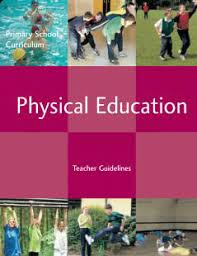 Primary School
Curriculum
Physical Education
Teacher Guidelines